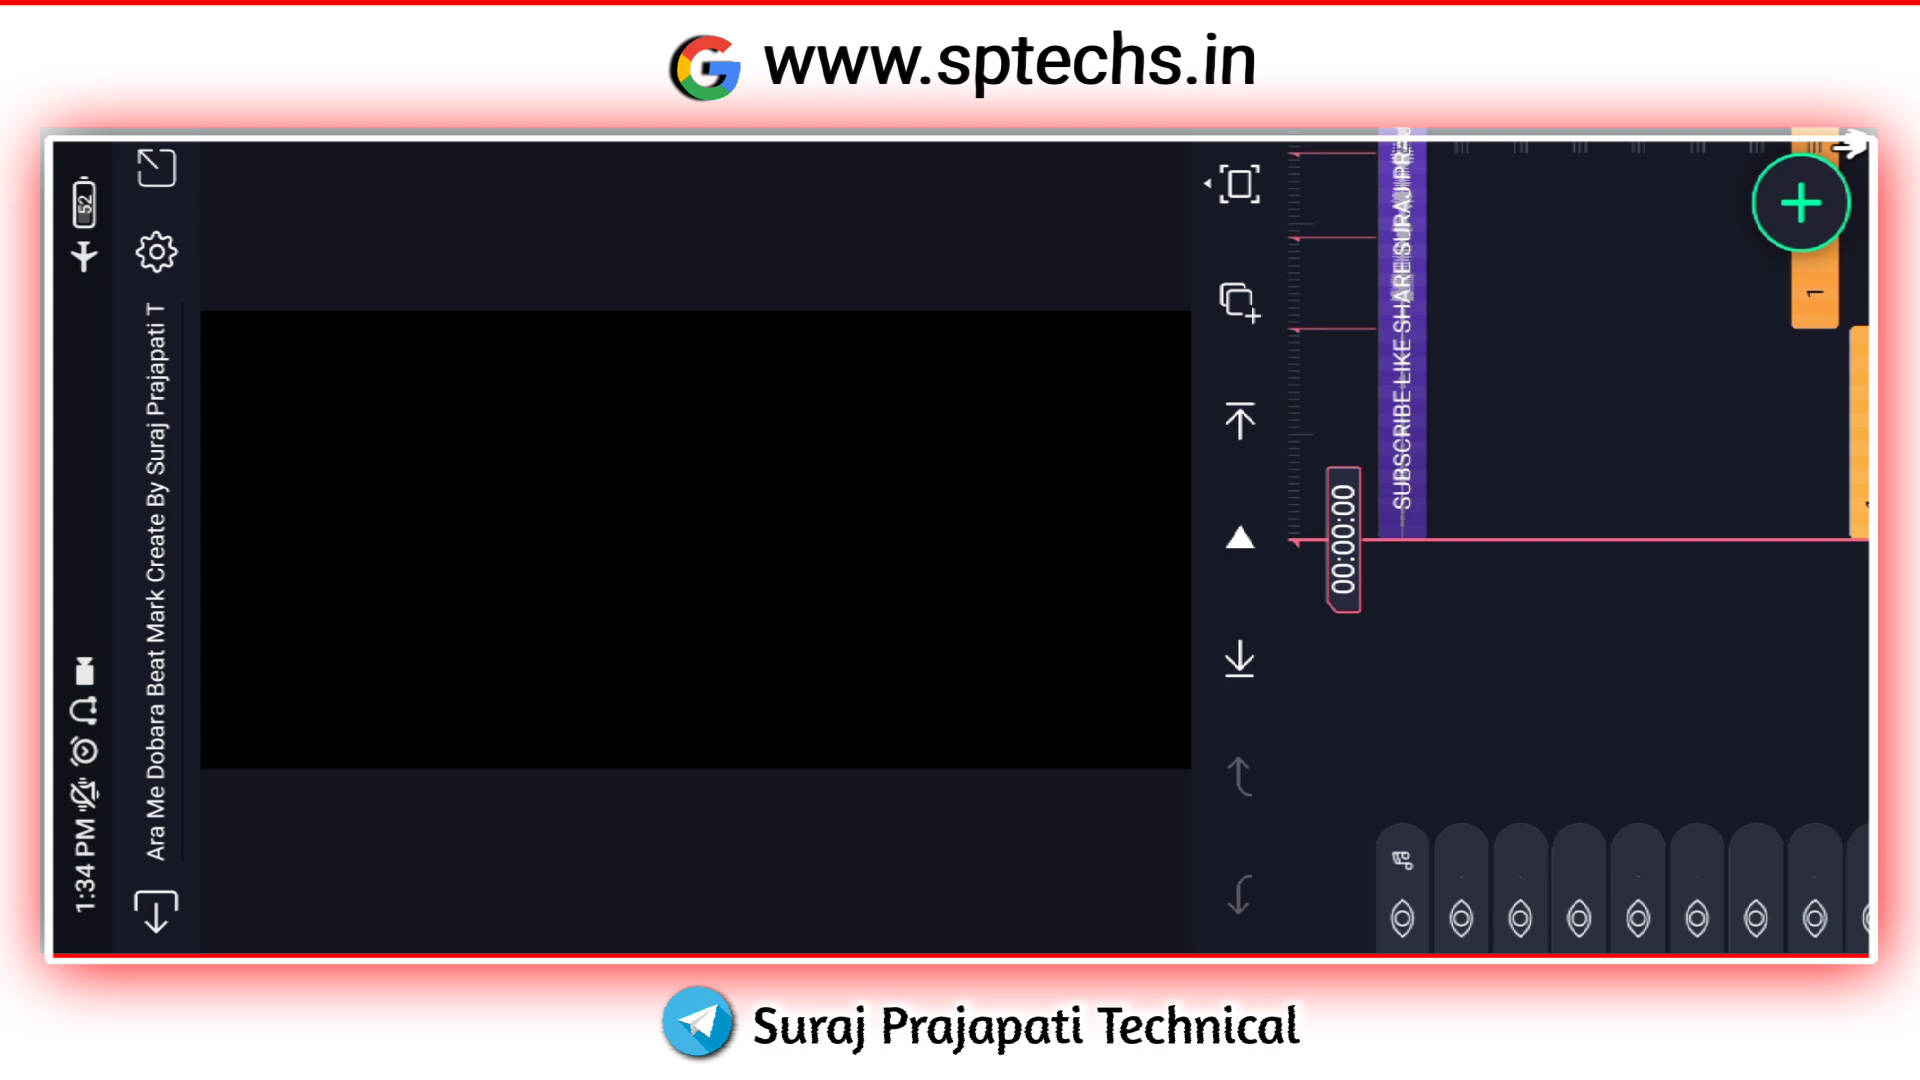 www.sptechs.in
52
1:34 PM
Ara Me Dobara Beat Mark Create By Suraj Prajapati T
SUBSCRIBE LIKE SHARE SURAJ
00:00:00
1
Suraj Prajapati Technical